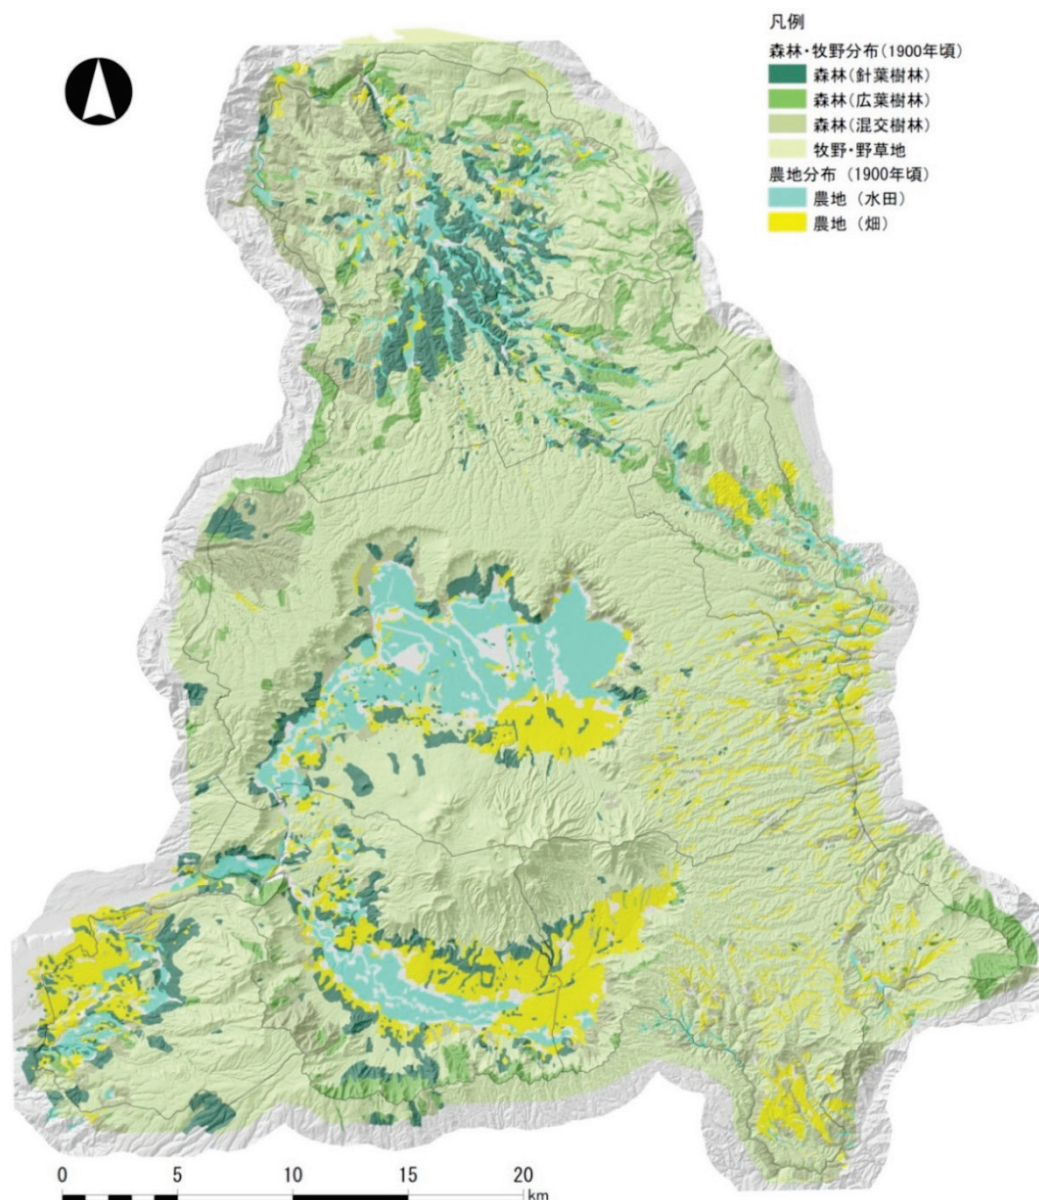 凡例
森林・牧野分布(1900年頃)
森林(針葉樹林)
森林(広葉樹林)
森林(混交樹林)
牧野・野草地
農地分布 (1900年頃)
農地 (水田)
農地 (畑)
0 5 10 15 20
km